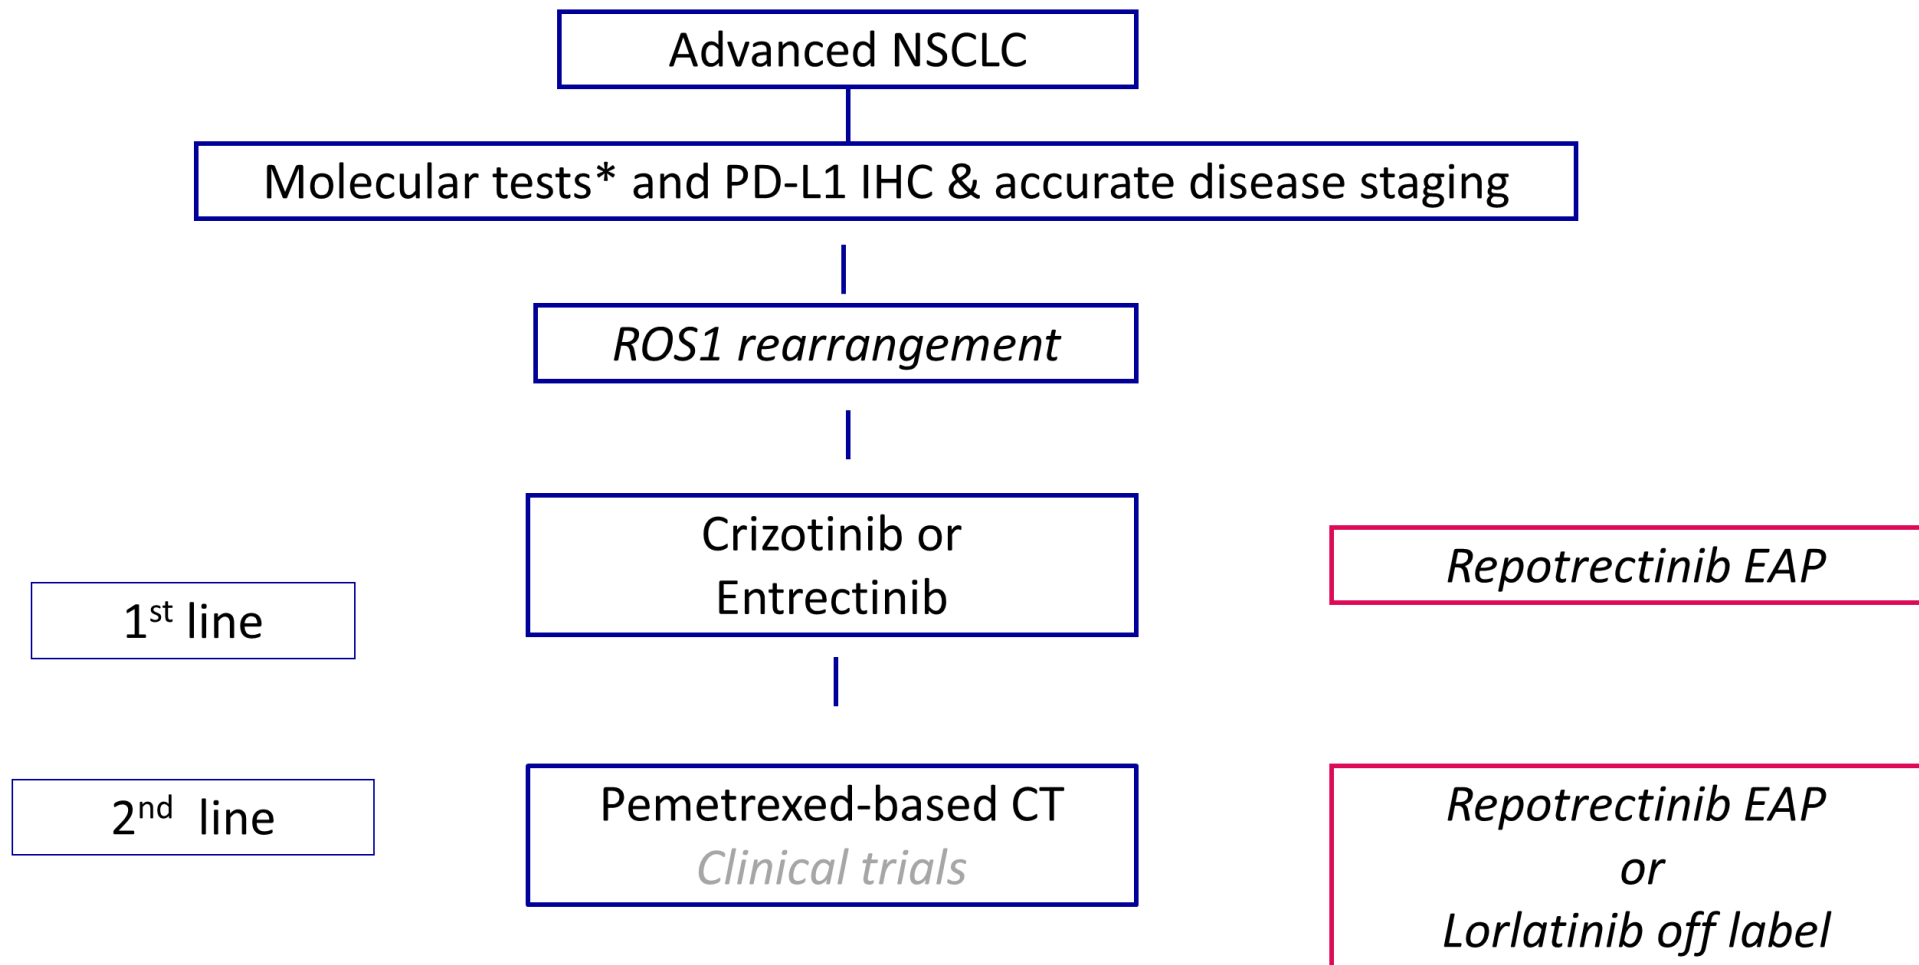 Advanced NSCLC
Molecular tests* and PD-L1 IHC & accurate disease staging
ROS1 rearrangement
1st line
Crizotinib or
Entrectinib
Repotrectinib EAP
2nd line
Pemetrexed-based CT
Clinical trials
Repotrectinib EAP
or
Lorlatinib off label